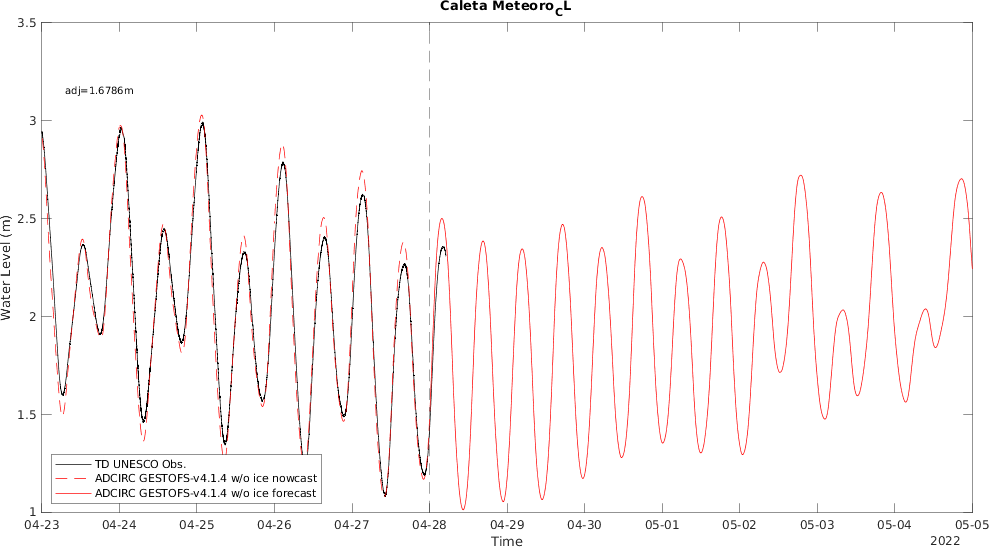 Caleta Meteoro_CL
3.5
adj=1.6786m
3
2.5
Water Level (m)
2
1.5
TD UNESCO Obs.
ADCIRC GESTOFS-v4.1.4 w/o ice nowcast
ADCIRC GESTOFS-v4.1.4 w/o ice forecast
1
04-23 04-24 04-25 04-26 04-27 04-28 04-29 04-30 05-01 05-02 05-03 05-04 05-05
Time
2022